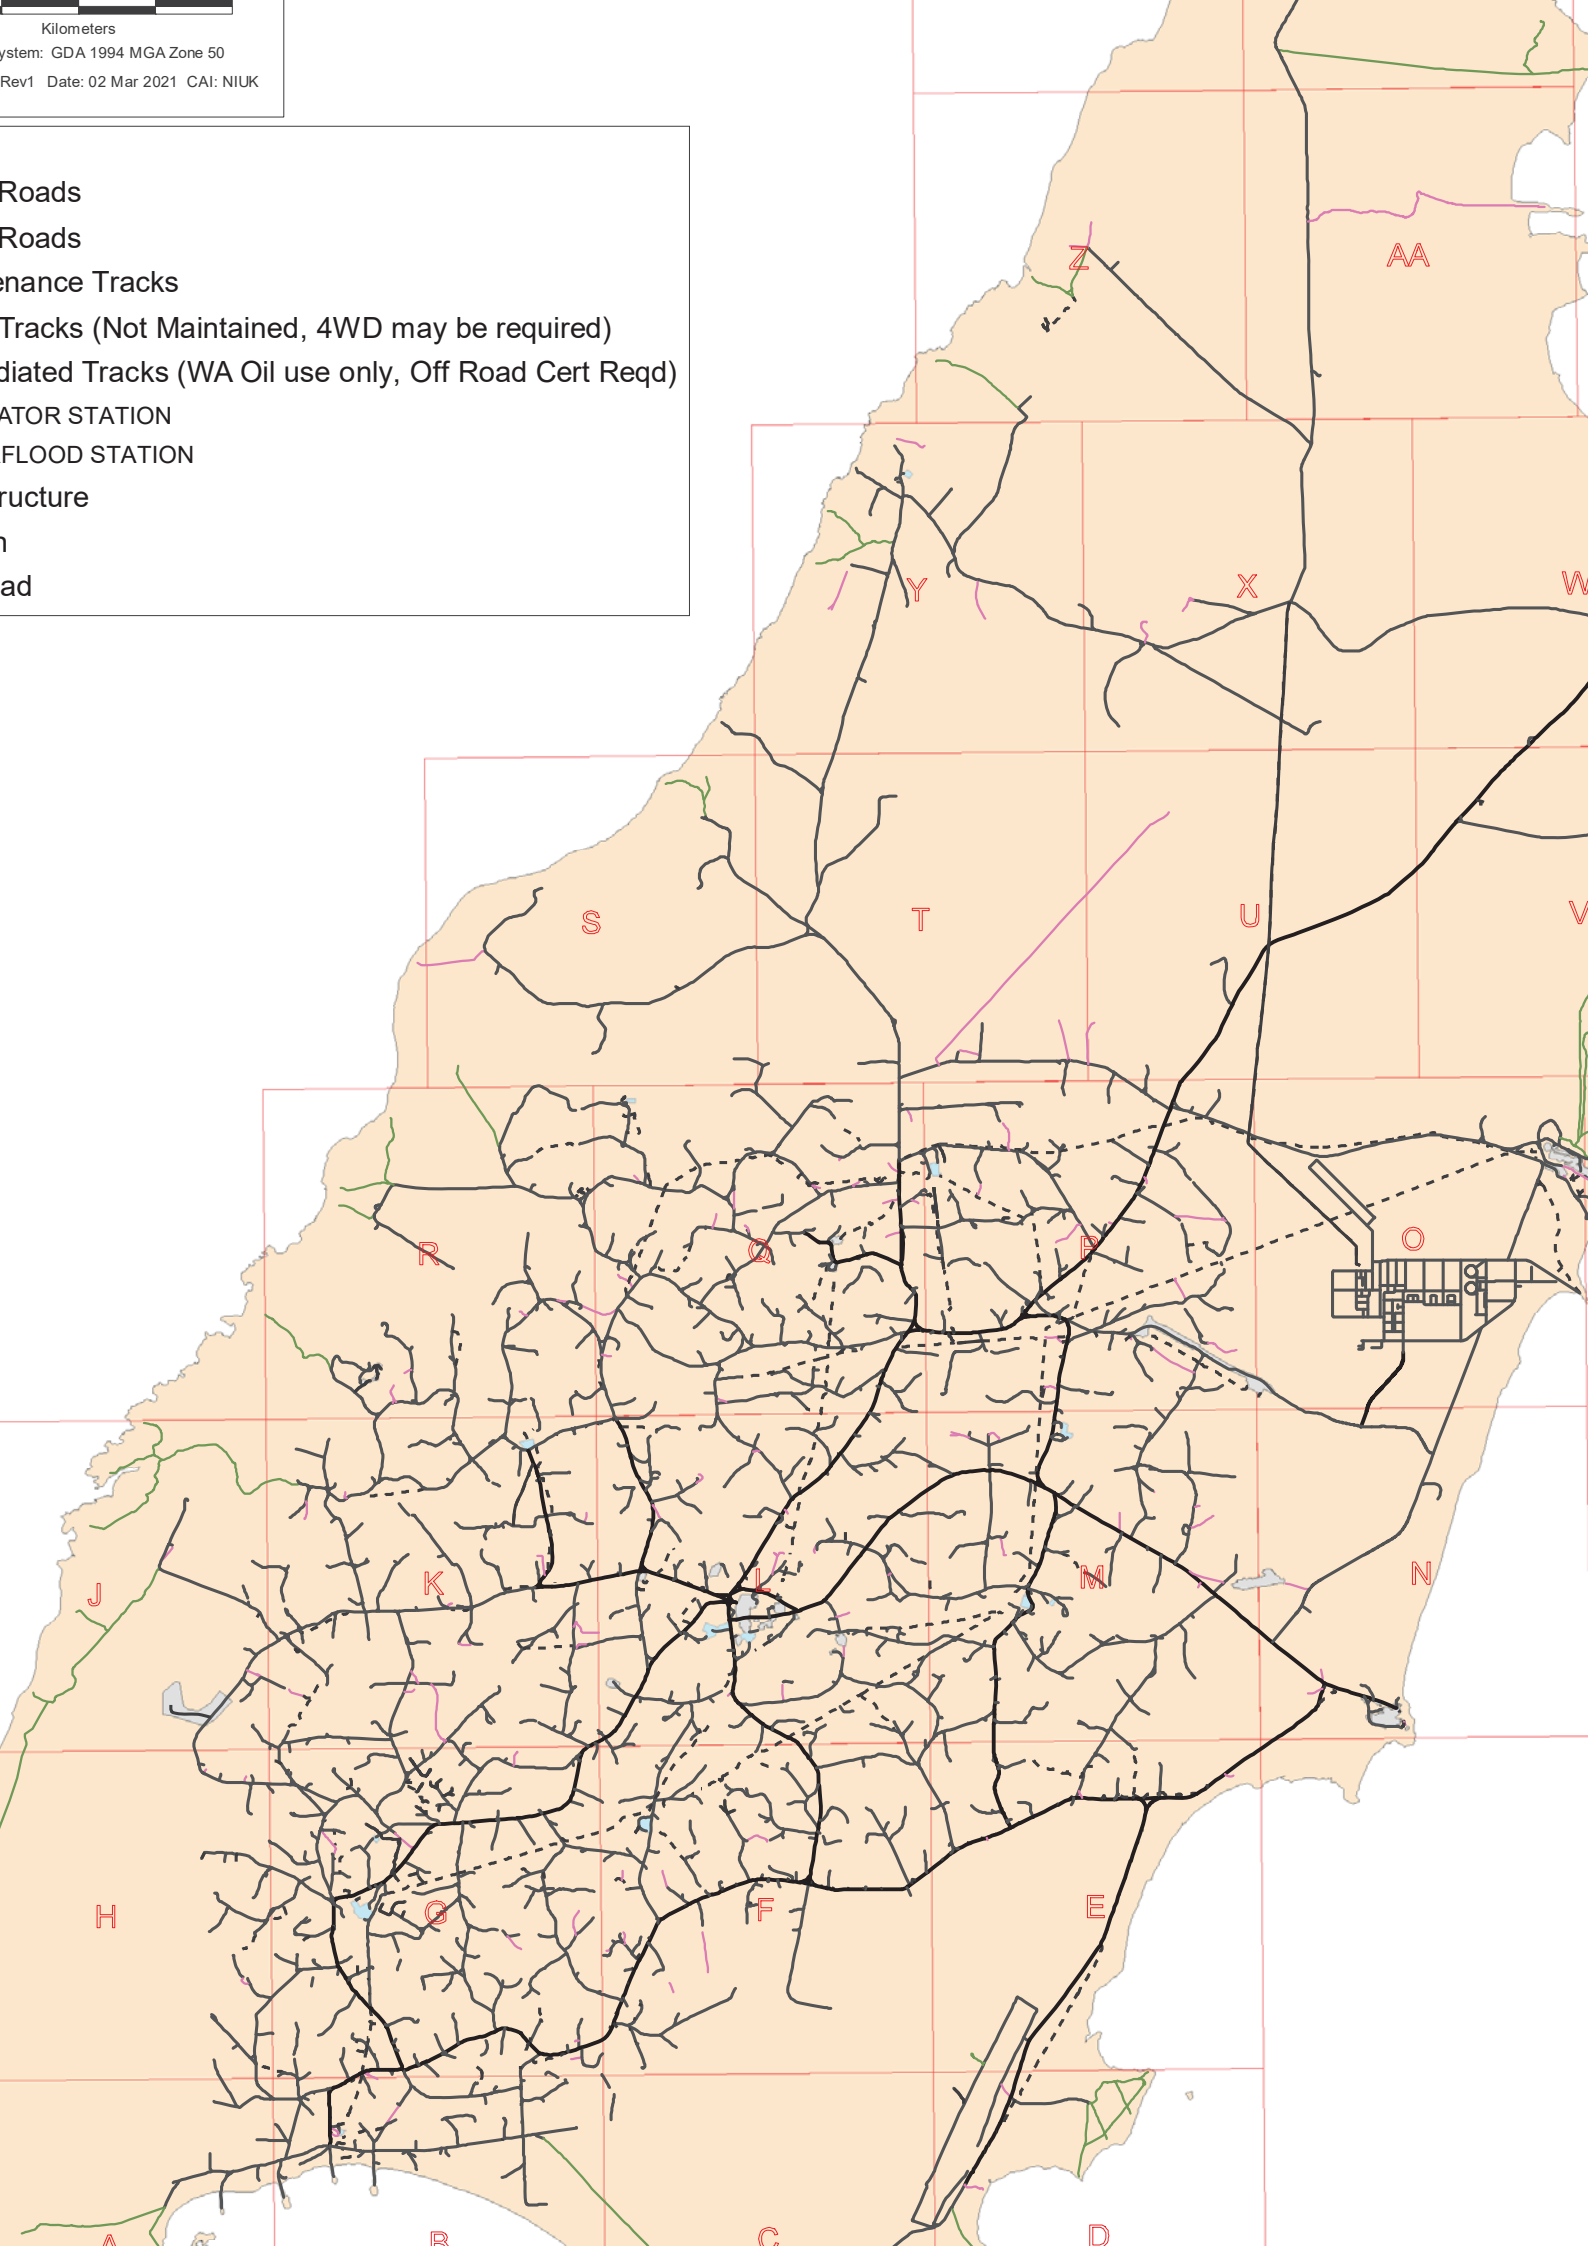 Kilometers
ystem: GDA 1994 MGA Zone 50
Rev1 Date: 02 Mar 2021 CAI: NIUK
Roads
Roads
enance Tracks
Tracks (Not Maintained, 4WD may be required)
diated Tracks (WA Oil use only, Off Road Cert Reqd)
ATOR STATION
FLOOD STATION
ructure
n
ad
Z
AA
Y
X
W
S
T
U
V
R
Q
P
O
J
K
L
M
N
H
G
F
E
A
B
C
D